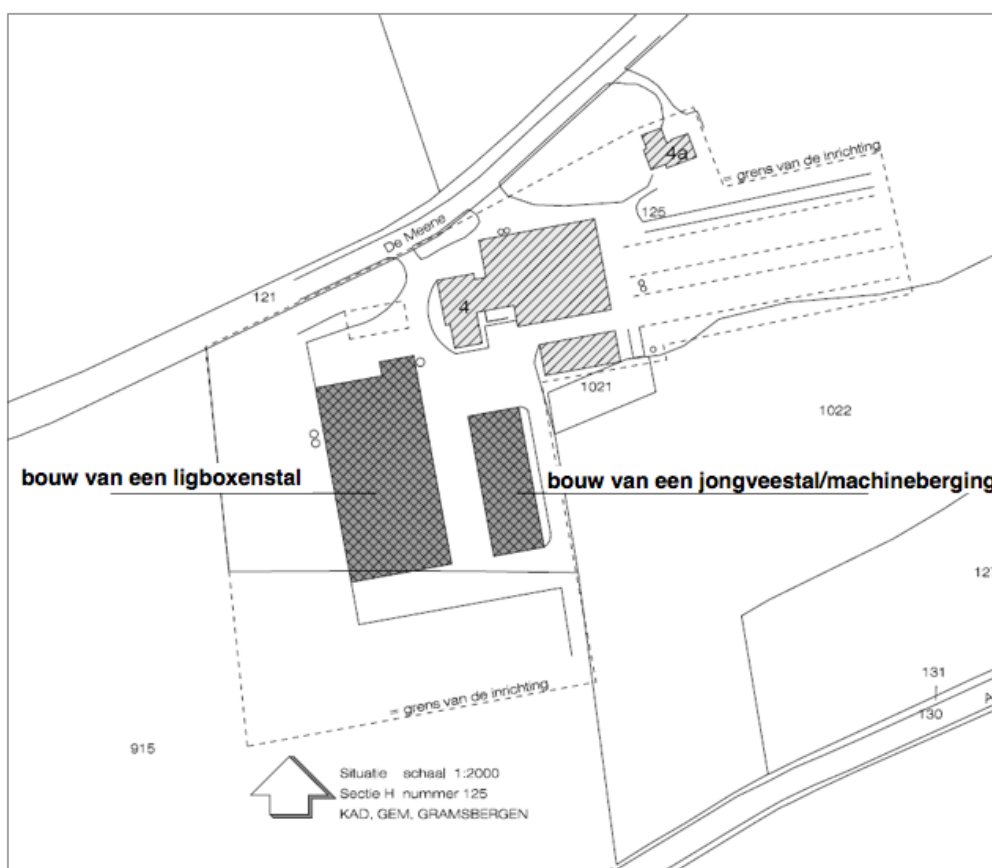 4a
= grens van de inrichting
125
De Meene
121
4
1021
1022
bouw van een ligboxenstal
bouw van een jongveestal/machineberging
131
130
= grens van de inrichting
915
Situatie schaal 1:2000
Sectie H nummer 125
KAD, GEM, GRAMSBERGEN